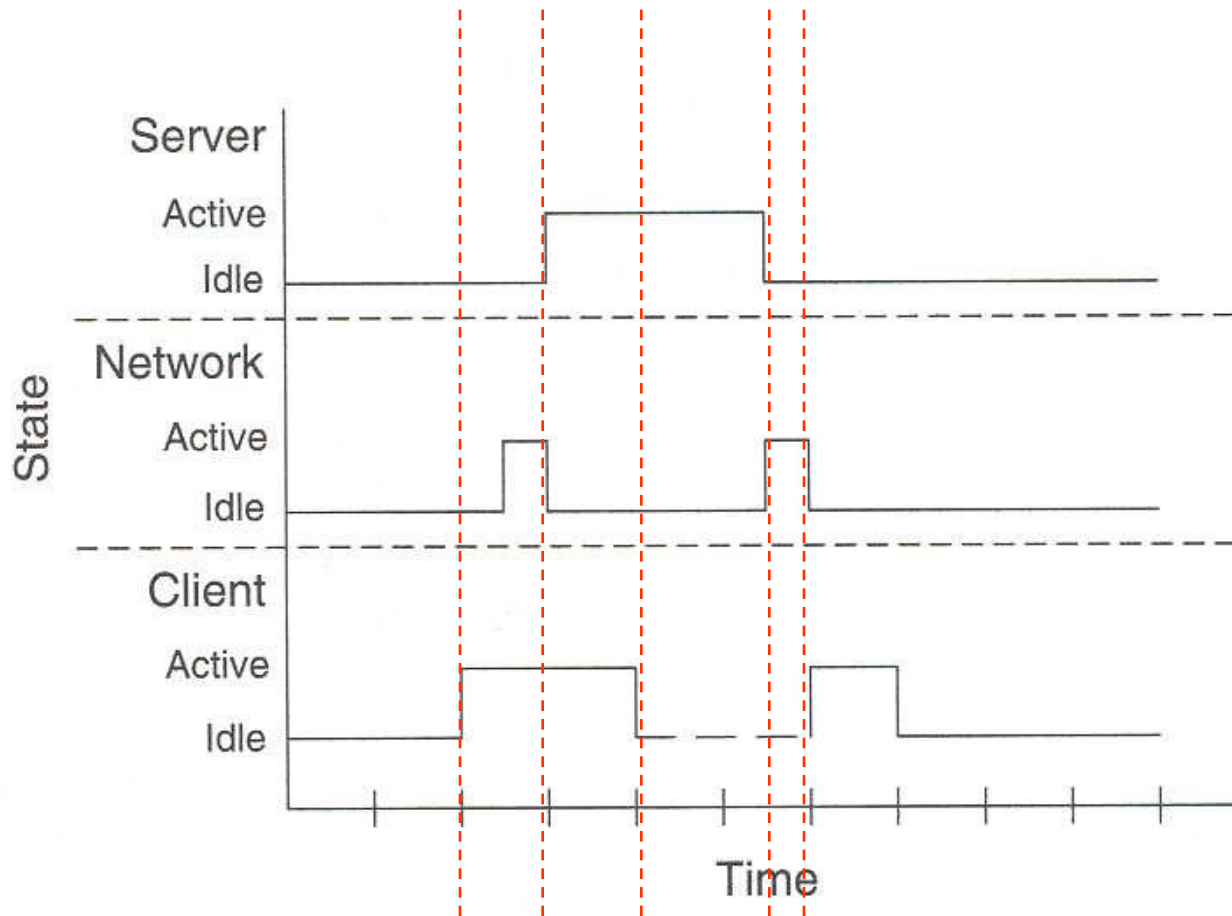 Server
Active
Idle
Network
Active
Idle
Client
Active
Idle
State
Time